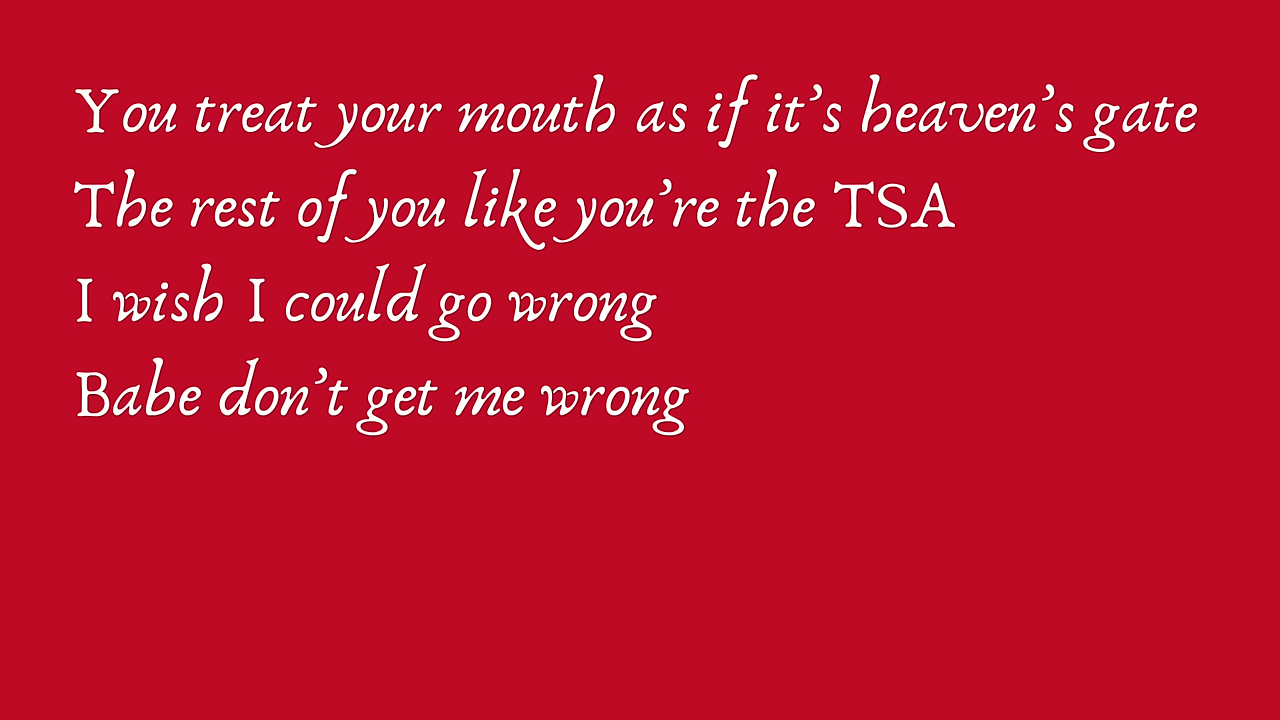 You treat your mouth as if it's heaven's gate
The rest of you like you're the TSA
I wish I could go wrong
Babe don't get me wrong